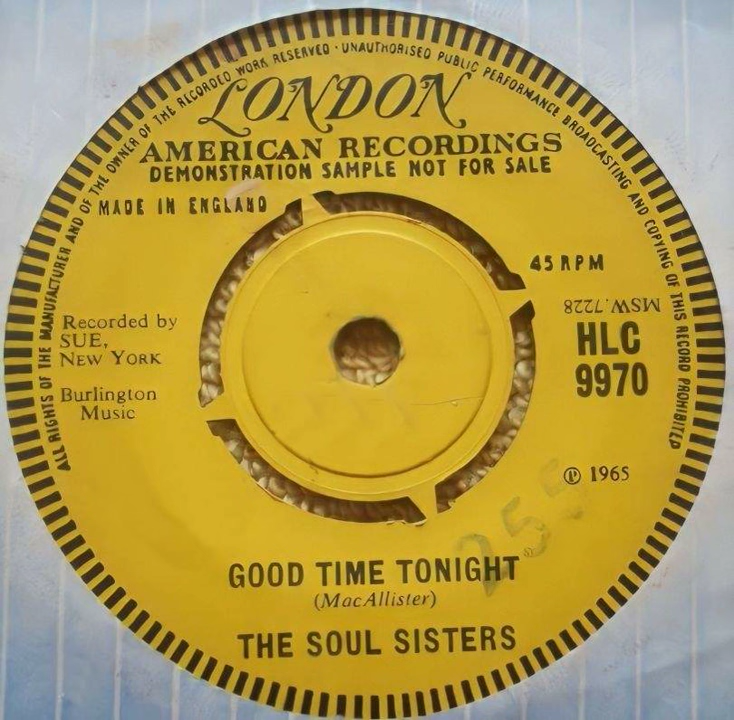 ALL RIGHTS OF THE MANUFACTURER AND OF THE OWNER OF THE RECORDED WORK RESERVED · UNAUTHORISED PUBLIC PERFORMANCE BROADCASTING AND COPYING OF THIS RECORD PROHIBITED
LONDON
AMERICAN RECORDINGS
DEMONSTRATION SAMPLE NOT FOR SALE
MADE IN ENGLAND
45 RPM
MSW.7228
HLC
9970
Recorded by
SUE,
NEW YORK
Burlington
Music
℗ 1965
255
GOOD TIME TONIGHT
(MacAllister)
THE SOUL SISTERS